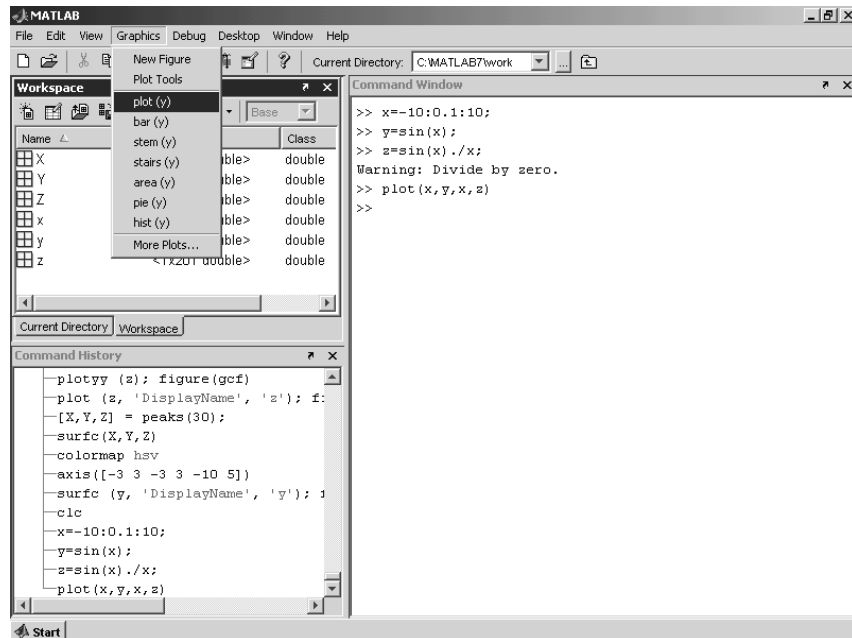 MATLAB
File Edit View Graphics Debug Desktop Window Help
Current Directory: C:\MATLAB7\work ...
New Figure
Plot Tools
plot (y)
bar (y)
stem (y)
stairs (y)
area (y)
pie (y)
hist (y)
More Plots...
Workspace
Base
Name Class
X double
Y double
Z double
x double
y double
z <1x201 double> double
Current Directory Workspace
Command History
plotyy (z); figure(gcf)
plot (z, 'DisplayName', 'z');
[X,Y,Z] = peaks(30);
surfc(X,Y,Z)
colormap hsv
axis([-3 3 -3 3 -10 5])
surfc (y, 'DisplayName', 'y');
clc
x=-10:0.1:10;
y=sin(x);
z=sin(x)./x;
plot(x,y,x,z)
Command Window
>> x=-10:0.1:10;
>> y=sin(x);
>> z=sin(x)./x;
Warning: Divide by zero.
>> plot(x,y,x,z)
>>
Start